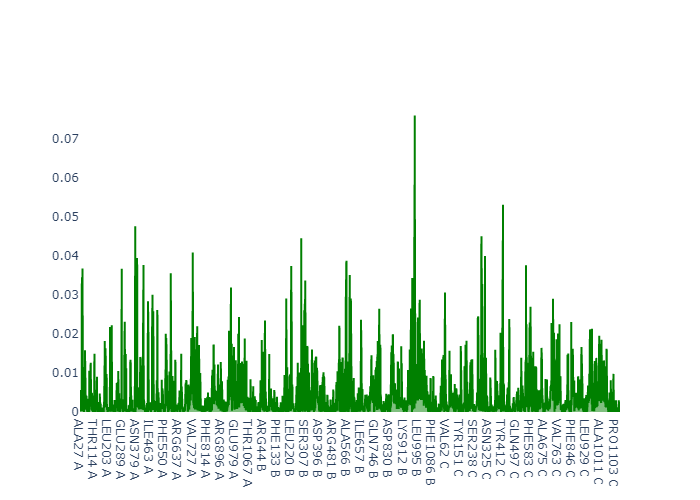 0.07
0.06
0.05
0.04
0.03
0.02
0.01
0
ALA27 A
THR114 A
LEU203 A
GLU289 A
ASN379 A
ILE463 A
PHE550 A
ARG637 A
VAL727 A
PHE814 A
ARG896 A
GLU979 A
THR1067 A
ARG44 B
PHE133 B
LEU220 B
SER307 B
ASP396 B
ARG481 B
ALA566 B
ILE657 B
GLN746 B
ASP830 B
LYS912 B
LEU995 B
PHE1086 B
VAL62 C
TYR151 C
SER238 C
ASN325 C
TYR412 C
GLN497 C
PHE583 C
ALA675 C
VAL763 C
PHE846 C
LEU929 C
ALA1011 C
PRO1103 C